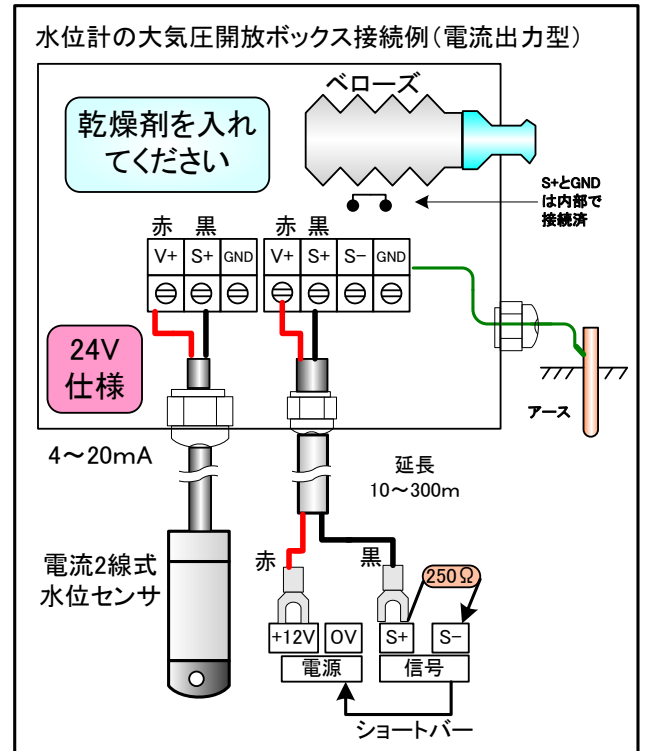 水位計の大気圧開放ボックス接続例(電流出力型)
ベローズ
乾燥剤を入れ
てください
S+とGND
は内部で
接続済
赤 黒
赤 黒
V+ S+ GND
V+ S+ S- GND
24V
仕様
アース
4~20mA
延長
10~300m
電流2線式
水位センサ
赤
黒
250Ω
+12V 0V S+ S-
電源
信号
ショートバー